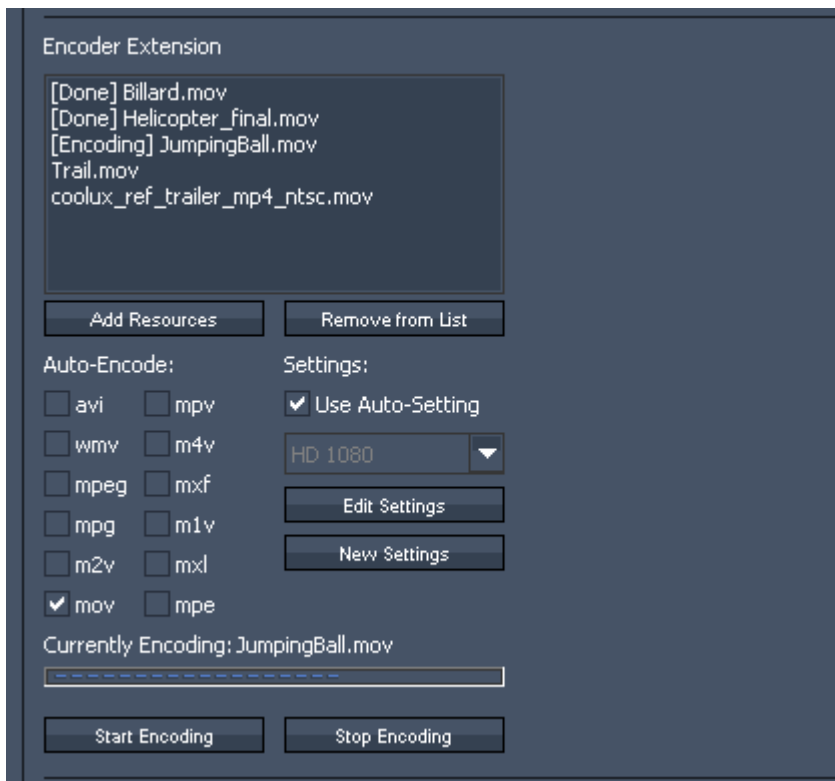 Encoder Extension
[Done] Billard.mov
[Done] Helicopter_final.mov
[Encoding] JumpingBall.mov
Trail.mov
coolux_ref_trailer_mp4_ntsc.mov
Add Resources Remove from List
Auto-Encode: Settings:
avi mpv Use Auto-Setting
wmv m4v HD 1080
mpeg mxf Edit Settings
mpg m1v New Settings
m2v mxl
mov mpe
Currently Encoding: JumpingBall.mov
Start Encoding Stop Encoding